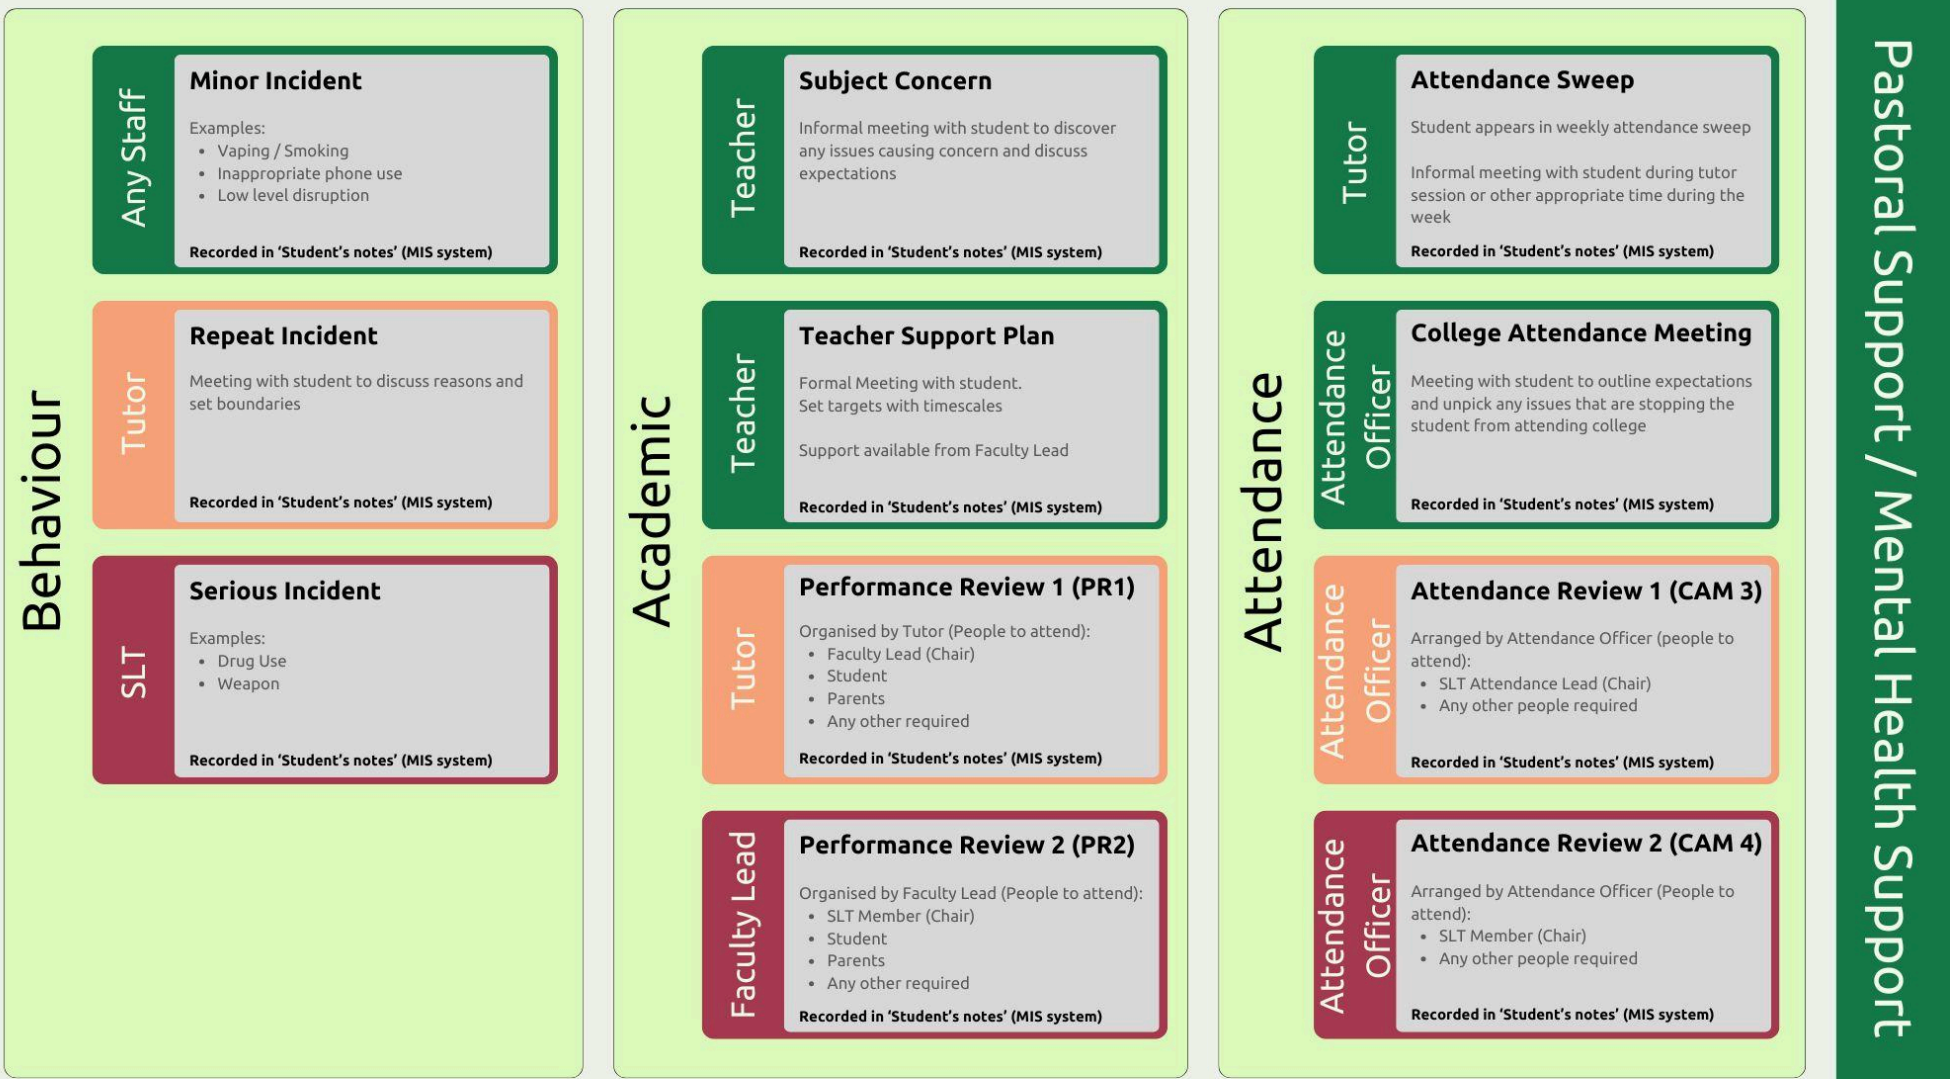 Behaviour
Any Staff
Minor Incident
Examples:
• Vaping / Smoking
• Inappropriate phone use
• Low level disruption
Recorded in ‘Student’s notes’ (MIS system)
Tutor
Repeat Incident
Meeting with student to discuss reasons and
set boundaries
Recorded in ‘Student’s notes’ (MIS system)
SLT
Serious Incident
Examples:
• Drug Use
• Weapon
Recorded in ‘Student’s notes’ (MIS system)
Academic
Teacher
Subject Concern
Informal meeting with student to discover
any issues causing concern and discuss
expectations
Recorded in ‘Student’s notes’ (MIS system)
Teacher
Teacher Support Plan
Formal Meeting with student.
Set targets with timescales
Support available from Faculty Lead
Recorded in ‘Student’s notes’ (MIS system)
Tutor
Performance Review 1 (PR1)
Organised by Tutor (People to attend):
• Faculty Lead (Chair)
• Student
• Parents
• Any other required
Recorded in ‘Student’s notes’ (MIS system)
Faculty Lead
Performance Review 2 (PR2)
Organised by Faculty Lead (People to attend):
• SLT Member (Chair)
• Student
• Parents
• Any other required
Recorded in ‘Student’s notes’ (MIS system)
Attendance
Tutor
Attendance Sweep
Student appears in weekly attendance sweep
Informal meeting with student during tutor
session or other appropriate time during the
week
Recorded in ‘Student’s notes’ (MIS system)
Attendance
Officer
College Attendance Meeting
Meeting with student to outline expectations
and unpick any issues that are stopping the
student from attending college
Recorded in ‘Student’s notes’ (MIS system)
Attendance
Officer
Attendance Review 1 (CAM 3)
Arranged by Attendance Officer (people to
attend):
• SLT Attendance Lead (Chair)
• Any other people required
Recorded in ‘Student’s notes’ (MIS system)
Attendance
Officer
Attendance Review 2 (CAM 4)
Arranged by Attendance Officer (People to
attend):
• SLT Member (Chair)
• Any other people required
Recorded in ‘Student’s notes’ (MIS system)
Pastoral Support / Mental Health Support